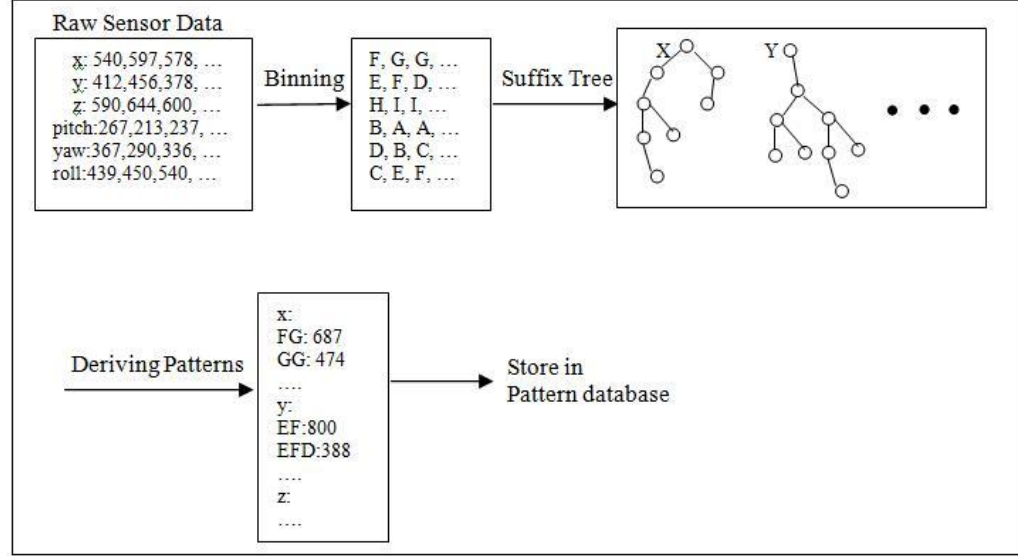 Raw Sensor Data
x: 540,597,578, ...
y: 412,456,378, ...
z: 590,644,600, ...
pitch:267,213,237, ...
yaw:367,290,336, ...
roll:439,450,540, ...
Binning
F, G, G, ...
E, F, D, ...
H, I, I, ...
B, A, A, ...
D, B, C, ...
C, E, F, ...
Suffix Tree
X
Y
Deriving Patterns
x:
FG: 687
GG: 474
....
y:
EF:800
EFD:388
....
z:
....
Store in
Pattern database